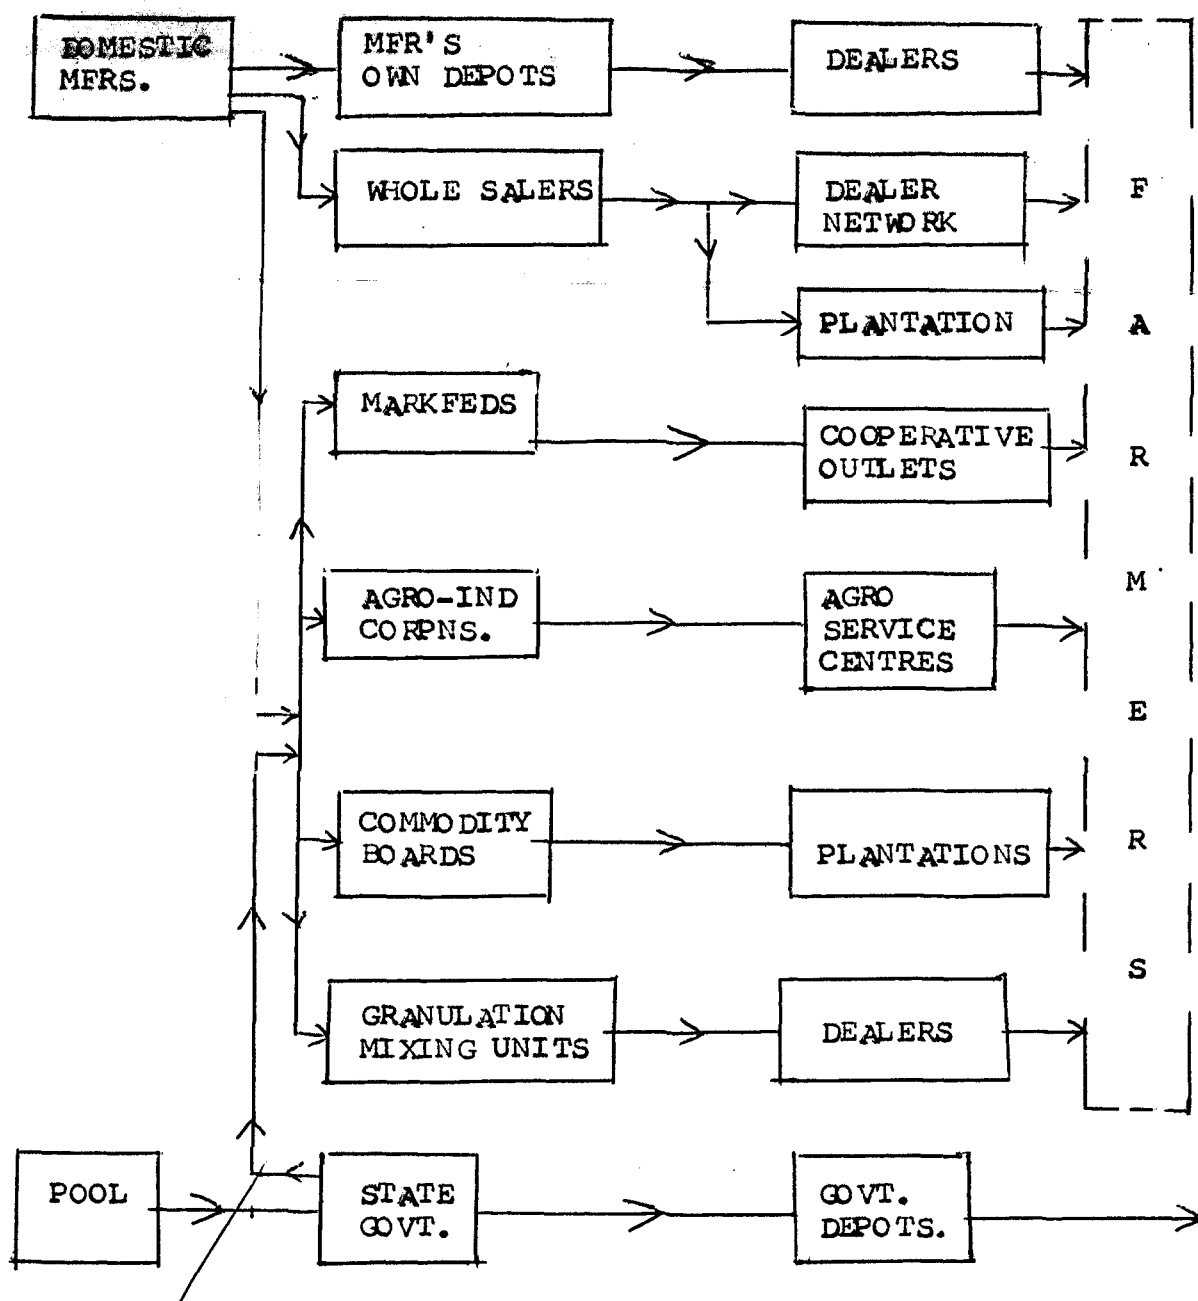 DOMESTIC
MFRS.
MFR'S
OWN DEPOTS
DEALERS
WHOLE SALERS
DEALER
NETWORK
PLANTATION
MARKFEDS
COOPERATIVE
OUTLETS
AGRO-IND
CORPNS.
AGRO
SERVICE
CENTRES
COMMODITY
BOARDS
PLANTATIONS
GRANULATION
MIXING UNITS
DEALERS
POOL
STATE
GOVT.
GOVT.
DEPOTS.
F
A
R
M
E
R
S